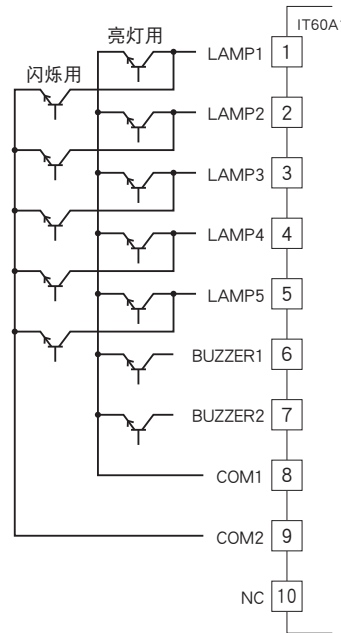 IT60A1
亮灯用
LAMP1 1
闪烁用
LAMP2 2
LAMP3 3
LAMP4 4
LAMP5 5
BUZZER1 6
BUZZER2 7
COM1 8
COM2 9
NC 10